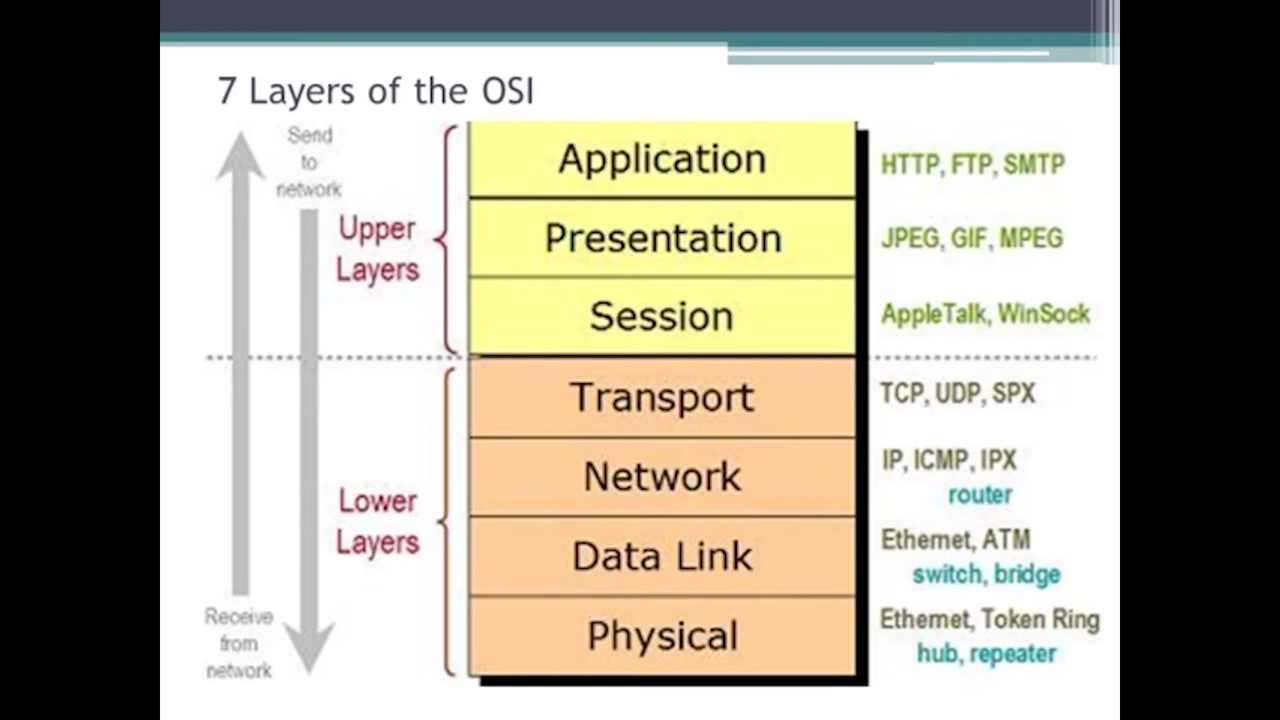 7 Layers of the OSI
Send
to
network
Upper
Layers
Application
HTTP, FTP, SMTP
Presentation
JPEG, GIF, MPEG
Session
AppleTalk, WinSock
Lower
Layers
Transport
TCP, UDP, SPX
Network
IP, ICMP, IPX
router
Data Link
Ethernet, ATM
switch, bridge
Physical
Ethernet, Token Ring
hub, repeater
Receive
from
network